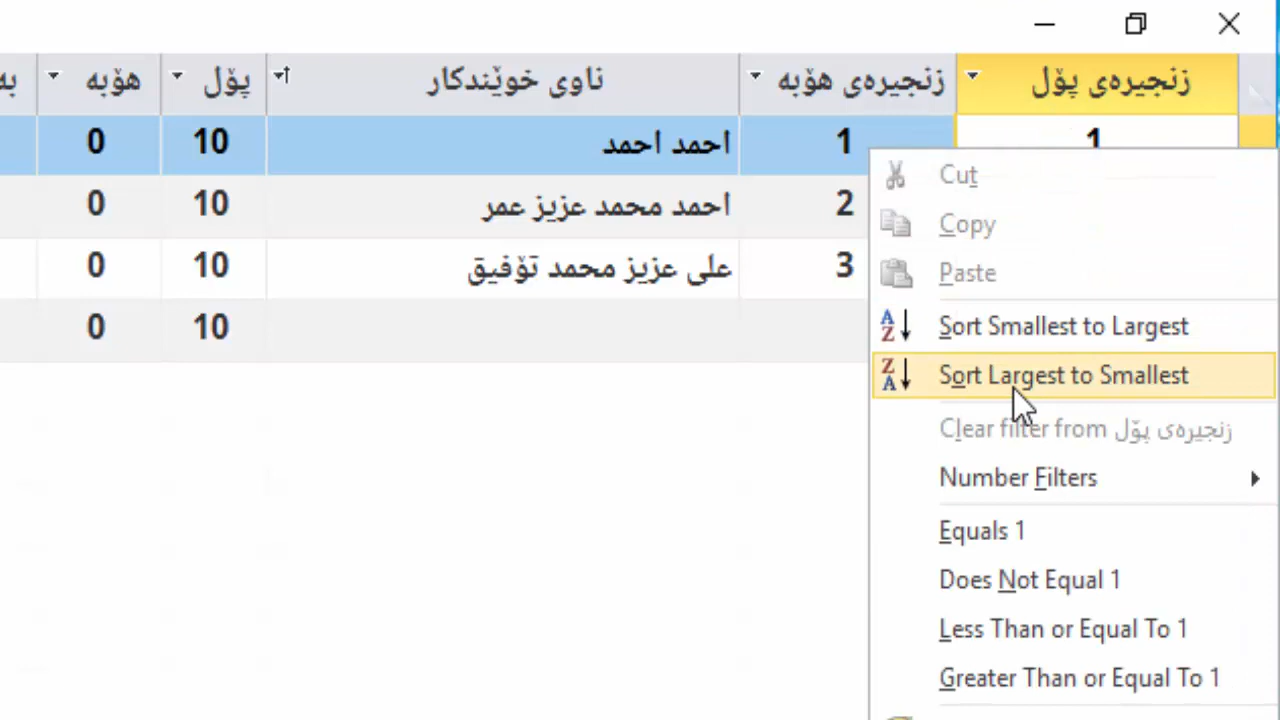 زنجیرەی پۆل زنجیرەی هۆبە ناوی خوێندکار پۆل هۆبە بە
1 1 احمد احمد 10 0
2 احمد محمد عزیز عمر 10 0
3 علی عزیز محمد تۆفیق 10 0
10 0
Cut
Copy
Paste
Sort Smallest to Largest
Sort Largest to Smallest
Clear filter from زنجیرەی پۆل
Number Filters
Equals 1
Does Not Equal 1
Less Than or Equal To 1
Greater Than or Equal To 1